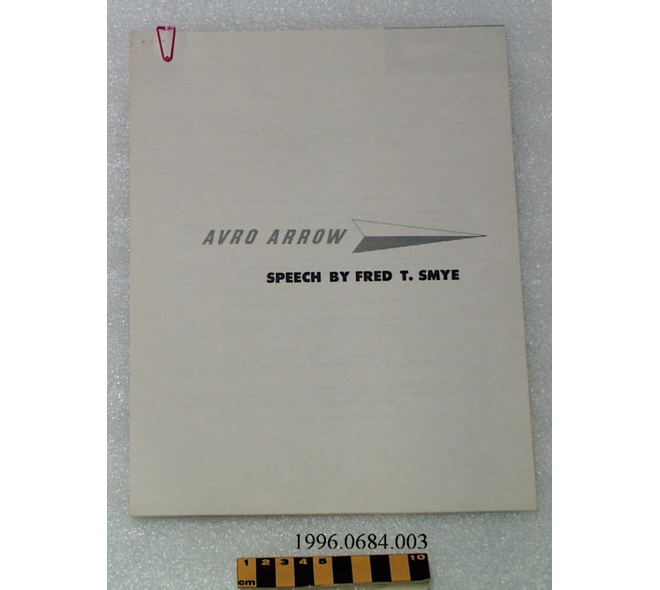 AVRO ARROW
SPEECH BY FRED T. SMYE
1996.0684.003
1 2 3 4 5 10
cm